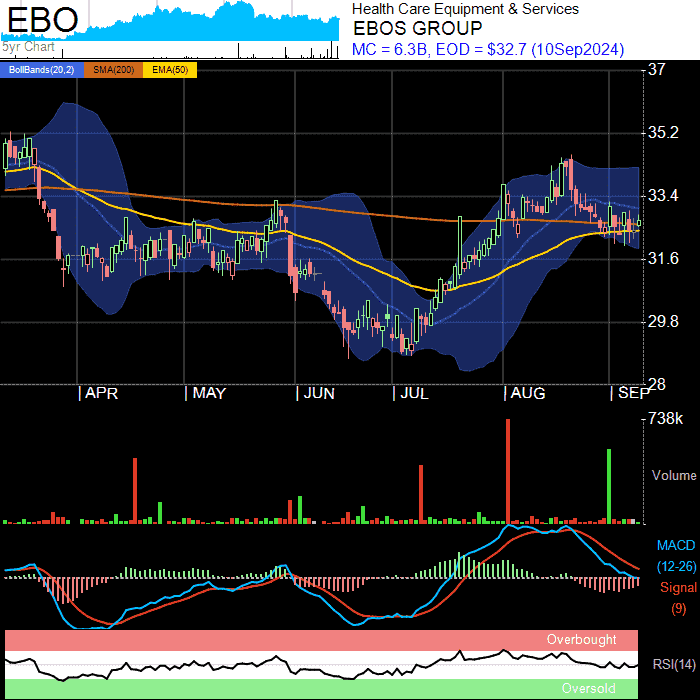 EBO
5yr Chart
Health Care Equipment & Services
EBOS GROUP
MC = 6.3B, EOD = $32.7 (10Sep2024)
BollBands(20,2) SMA(200) EMA(50)
37
35.2
33.4
31.6
29.8
28
APR MAY JUN JUL AUG SEP
738k
Volume
MACD
(12-26)
Signal
(9)
Overbought
RSI(14)
Oversold